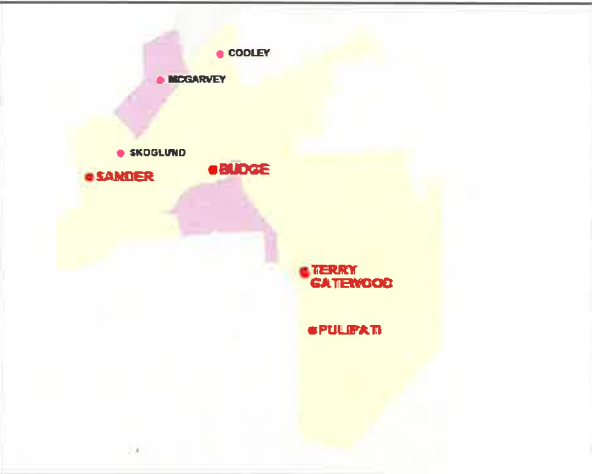 COOLEY
MCGARVEY
SKOGLUND
BUDGE
SANDER
TERRY
GATEWOOD
PULIPATI